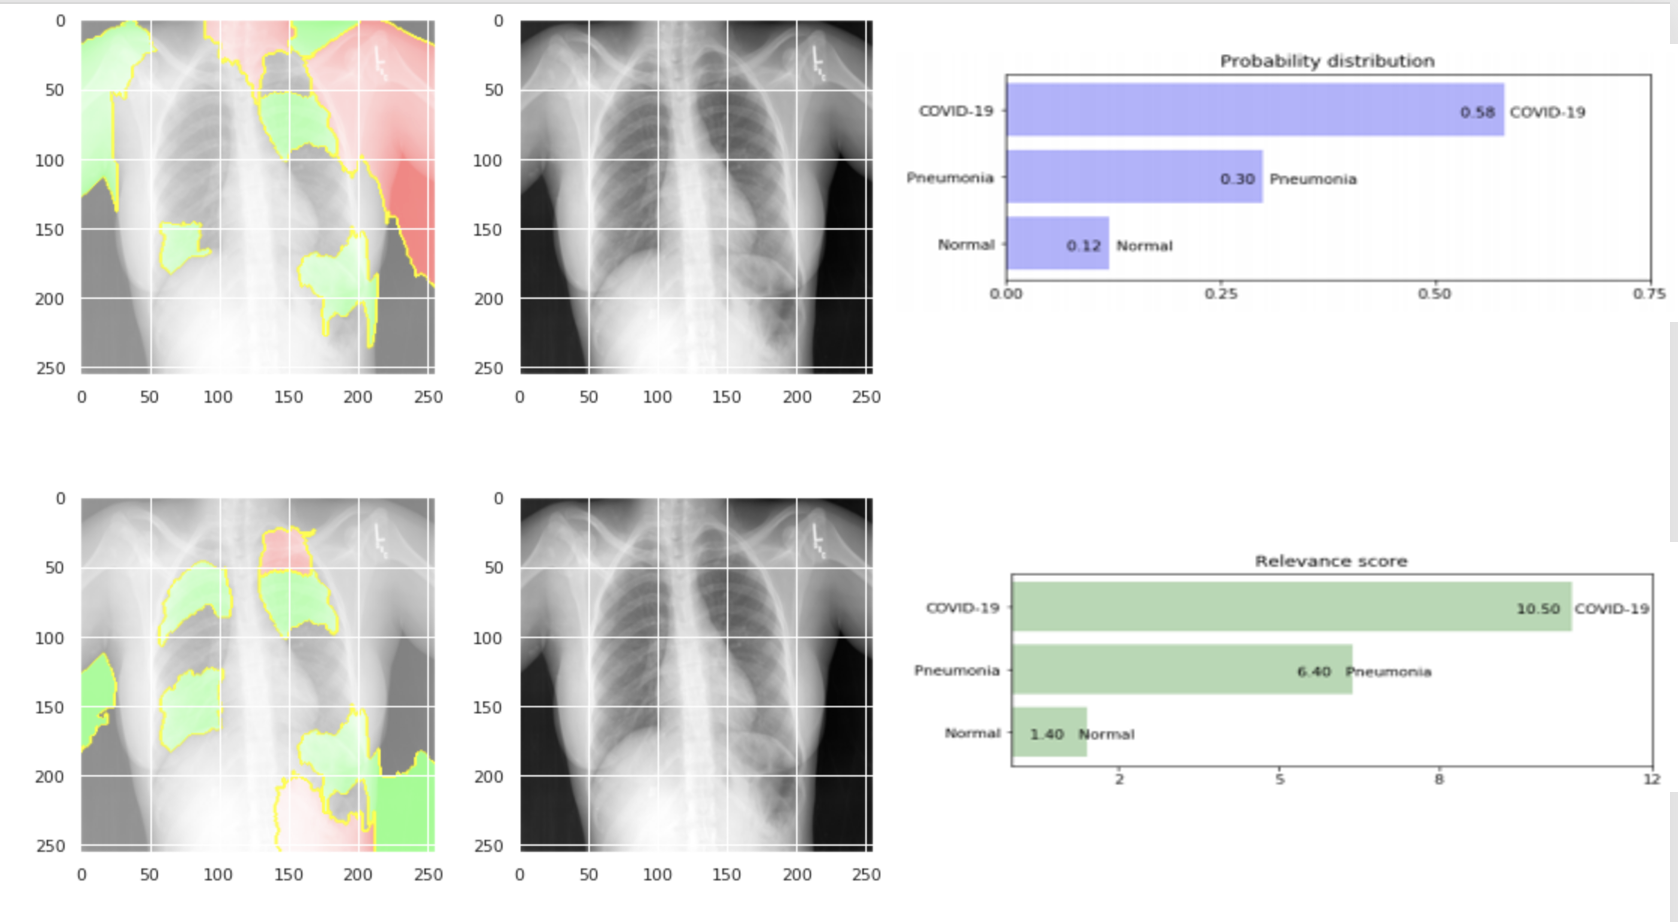 0
50
100
150
200
250
0 50 100 150 200 250
0
50
100
150
200
250
0 50 100 150 200 250
Probability distribution
COVID-19 0.58 COVID-19
Pneumonia 0.30 Pneumonia
Normal 0.12 Normal
0.00 0.25 0.50 0.75
0
50
100
150
200
250
0 50 100 150 200 250
0
50
100
150
200
250
0 50 100 150 200 250
Relevance score
COVID-19 10.50 COVID-19
Pneumonia 6.40 Pneumonia
Normal 1.40 Normal
2 5 8 12